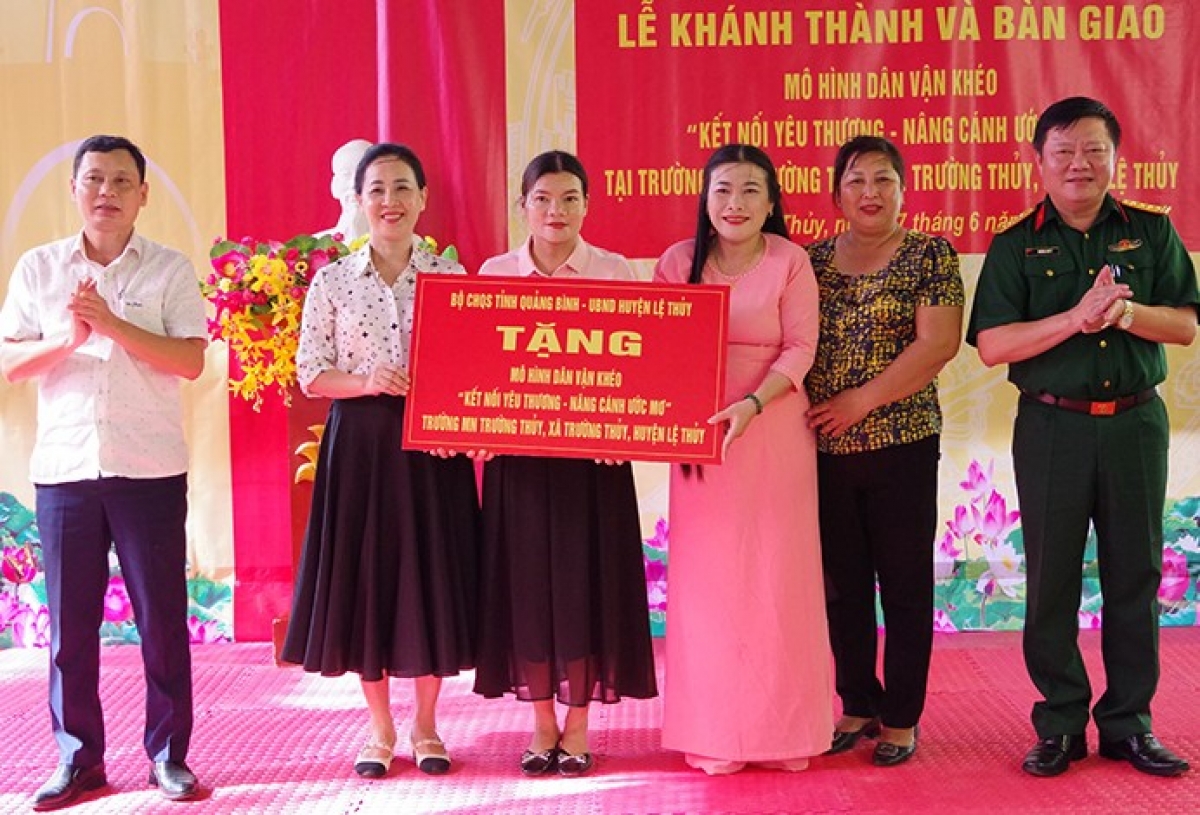 LỄ KHÁNH THÀNH VÀ BÀN GIAO
MÔ HÌNH DÂN VẬN KHÉO
"KẾT NỐI YÊU THƯƠNG - NÂNG CÁNH ƯỚ
TẠI TRƯỜNG ƯỜNG T TRƯỜNG THỦY, LỆ THỦY
Thủy, 7 tháng 6 năm
BỘ CHQS TỈNH QUẢNG BÌNH - UBND HUYỆN LỆ THỦY
TẶNG
MÔ HÌNH DÂN VẬN KHÉO
"KẾT NỐI YÊU THƯƠNG - NÂNG CÁNH ƯỚC MƠ"
TRƯỜNG MN TRƯỜNG THỦY, XÃ TRƯỜNG THỦY, HUYỆN LỆ THỦY